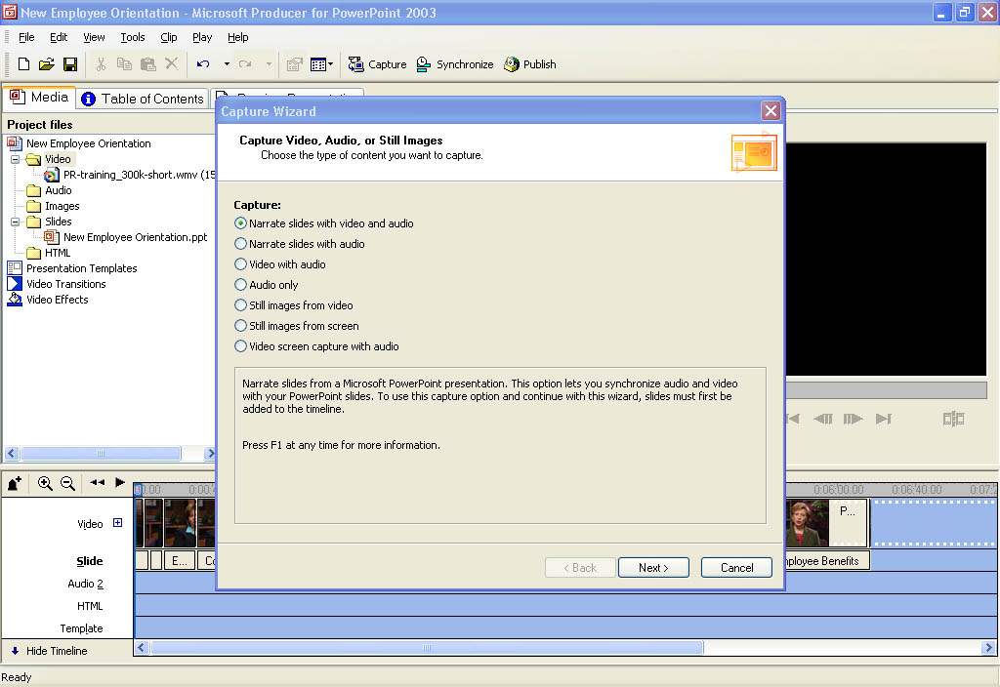 New Employee Orientation - Microsoft Producer for PowerPoint 2003
File Edit View Tools Clip Play Help
Capture Synchronize Publish
Media Table of Contents
Project files
New Employee Orientation
Video
PR-training_300k-short.wmv (15
Audio
Images
Slides
New Employee Orientation.ppt
HTML
Presentation Templates
Video Transitions
Video Effects
Capture Wizard
Capture Video, Audio, or Still Images
Choose the type of content you want to capture.
Capture:
Narrate slides with video and audio
Narrate slides with audio
Video with audio
Audio only
Still images from video
Still images from screen
Video screen capture with audio
Narrate slides from a Microsoft PowerPoint presentation. This option lets you synchronize audio and video
with your PowerPoint slides. To use this capture option and continue with this wizard, slides must first be
added to the timeline.
Press F1 at any time for more information.
< Back Next > Cancel
0:06:00.00 0:06:40.00 0:07:2
Video P...
Slide E... Co ployee Benefits
Audio 2
HTML
Template
Hide Timeline
Ready